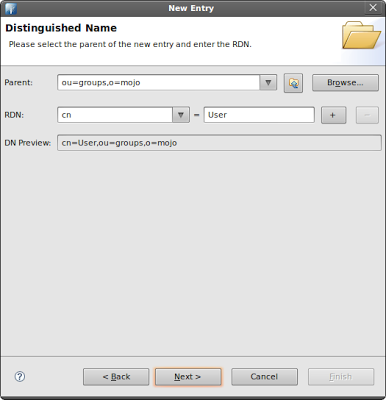 New Entry
Distinguished Name
Please select the parent of the new entry and enter the RDN.
Parent: ou=groups,o=mojo Browse...
RDN: cn = User + -
DN Preview: cn=User,ou=groups,o=mojo
? < Back Next > Cancel Finish